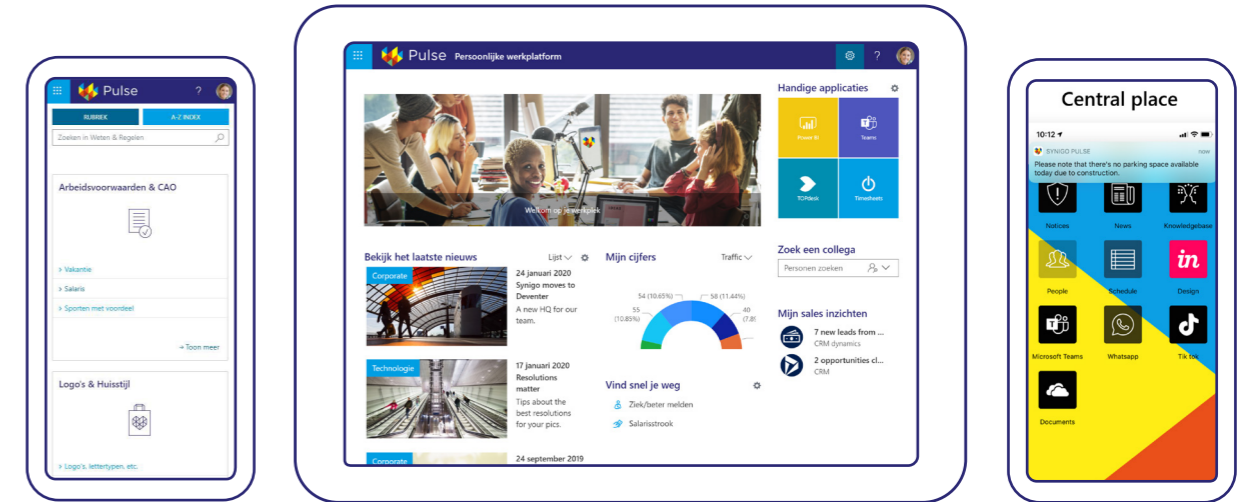 Pulse
?
RUBRIEK
A-Z INDEX
Zoeken in Weten & Regelen
Arbeidsvoorwaarden & CAO
> Vakantie
> Salaris
> Sporten met voordeel
→ Toon meer
Logo's & Huisstijl
> Logo's, lettertypen, etc.
Pulse Persoonlijke werkplatform
?
Welkom op je werkplek
Handige applicaties
Power BI
Teams
TOPdesk
Timesheets
Bekijk het laatste nieuws
Lijst
Corporate
24 januari 2020
Synigo moves to
Deventer
A new HQ for our
team.
Technologie
17 januari 2020
Resolutions
matter
Tips about the
best resolutions
for your pics.
Corporate
24 september 2019
Mijn cijfers
Traffic
54 (10.65%)
58 (11.44%)
55
(10.85%)
40
(7.89
Vind snel je weg
Ziek/beter melden
Salarisstrook
Zoek een collega
Personen zoeken
Mijn sales inzichten
7 new leads from ...
CRM dynamics
2 opportunities cl...
CRM
Central place
10:12
SYNIGO PULSE
now
Please note that there's no parking space available
today due to construction.
Notices
News
Knowledgebase
People
Schedule
in
Design
Microsoft Teams
Whatsapp
Tik tok
Documents